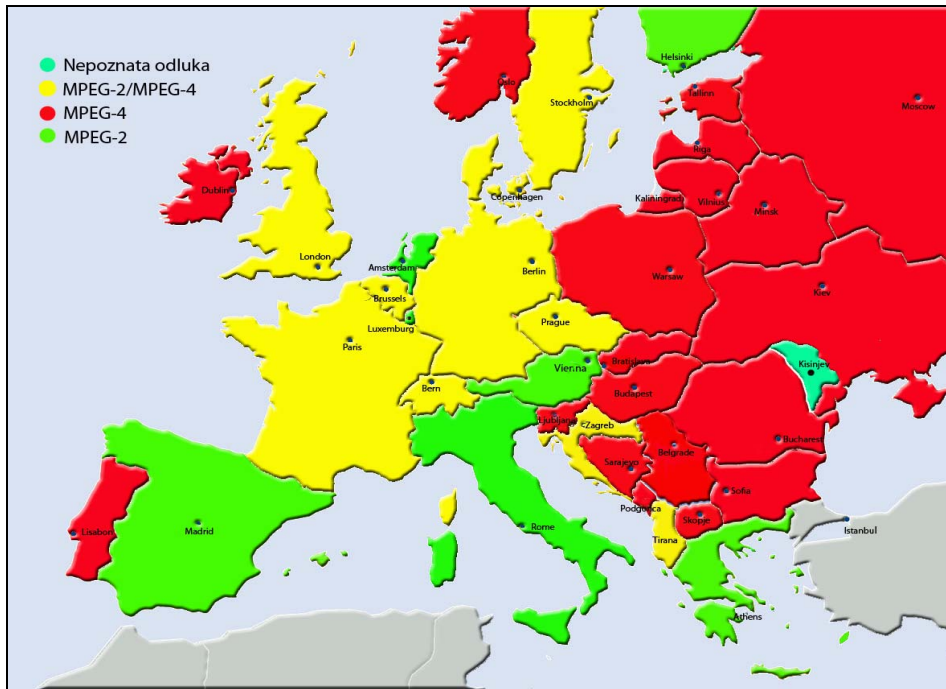 Nepoznata odluka
MPEG-2/MPEG-4
MPEG-4
MPEG-2
Helsinki
Oslo
Tallinn
Stockholm
Moscow
Riga
Dublin
Copenhagen
Kaliningrad
Vilnius
Minsk
London
Amsterdam
Berlin
Warsaw
Brussels
Kiev
Luxemburg
Prague
Paris
Vienna
Bratislava
Kisinjev
Bern
Budapest
Ljubljana
Zagreb
Bucharest
Belgrade
Sarajevo
Sofia
Podgorica
Skopje
Istanbul
Lisabon
Madrid
Rome
Tirana
Athens